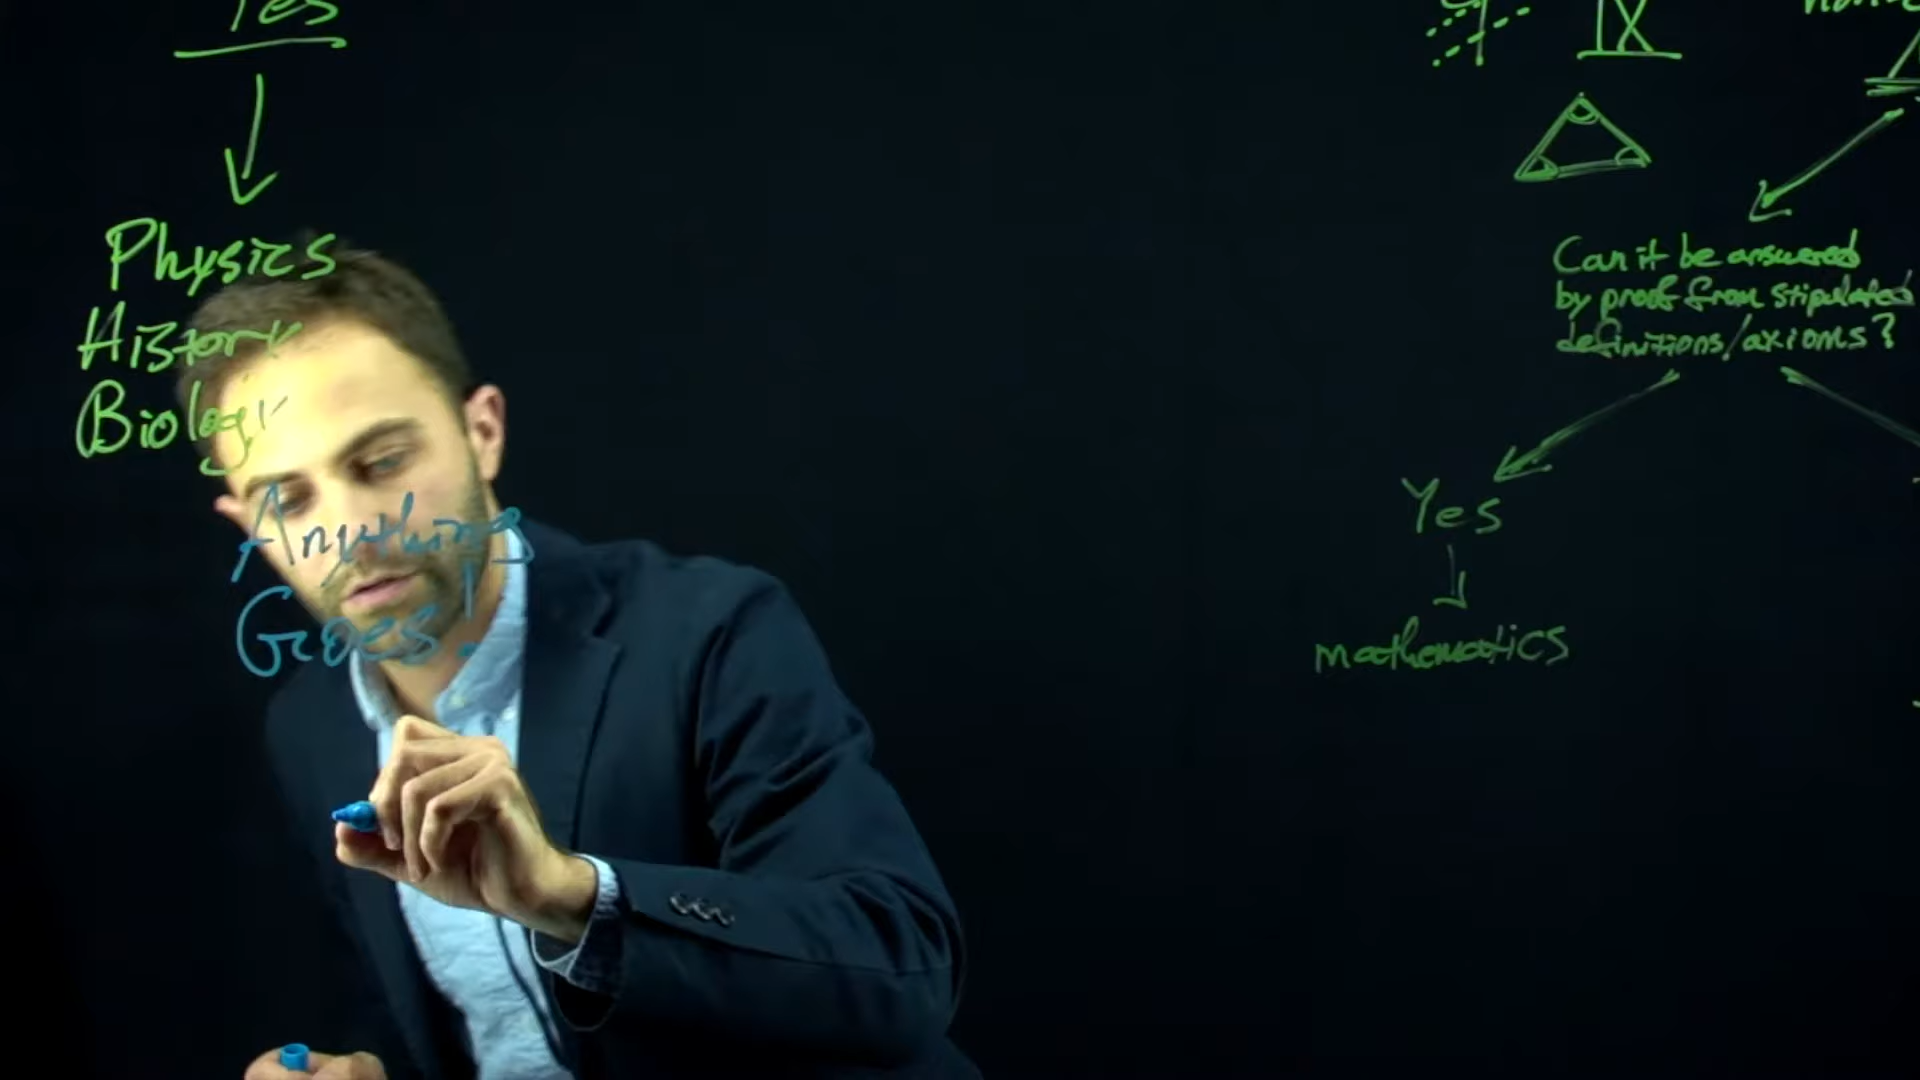 Yes
Physics
History
Biology
Anything
Goes!
IX
Can it be answered
by proof from stipulated
definitions/axioms?
Yes
mathematics